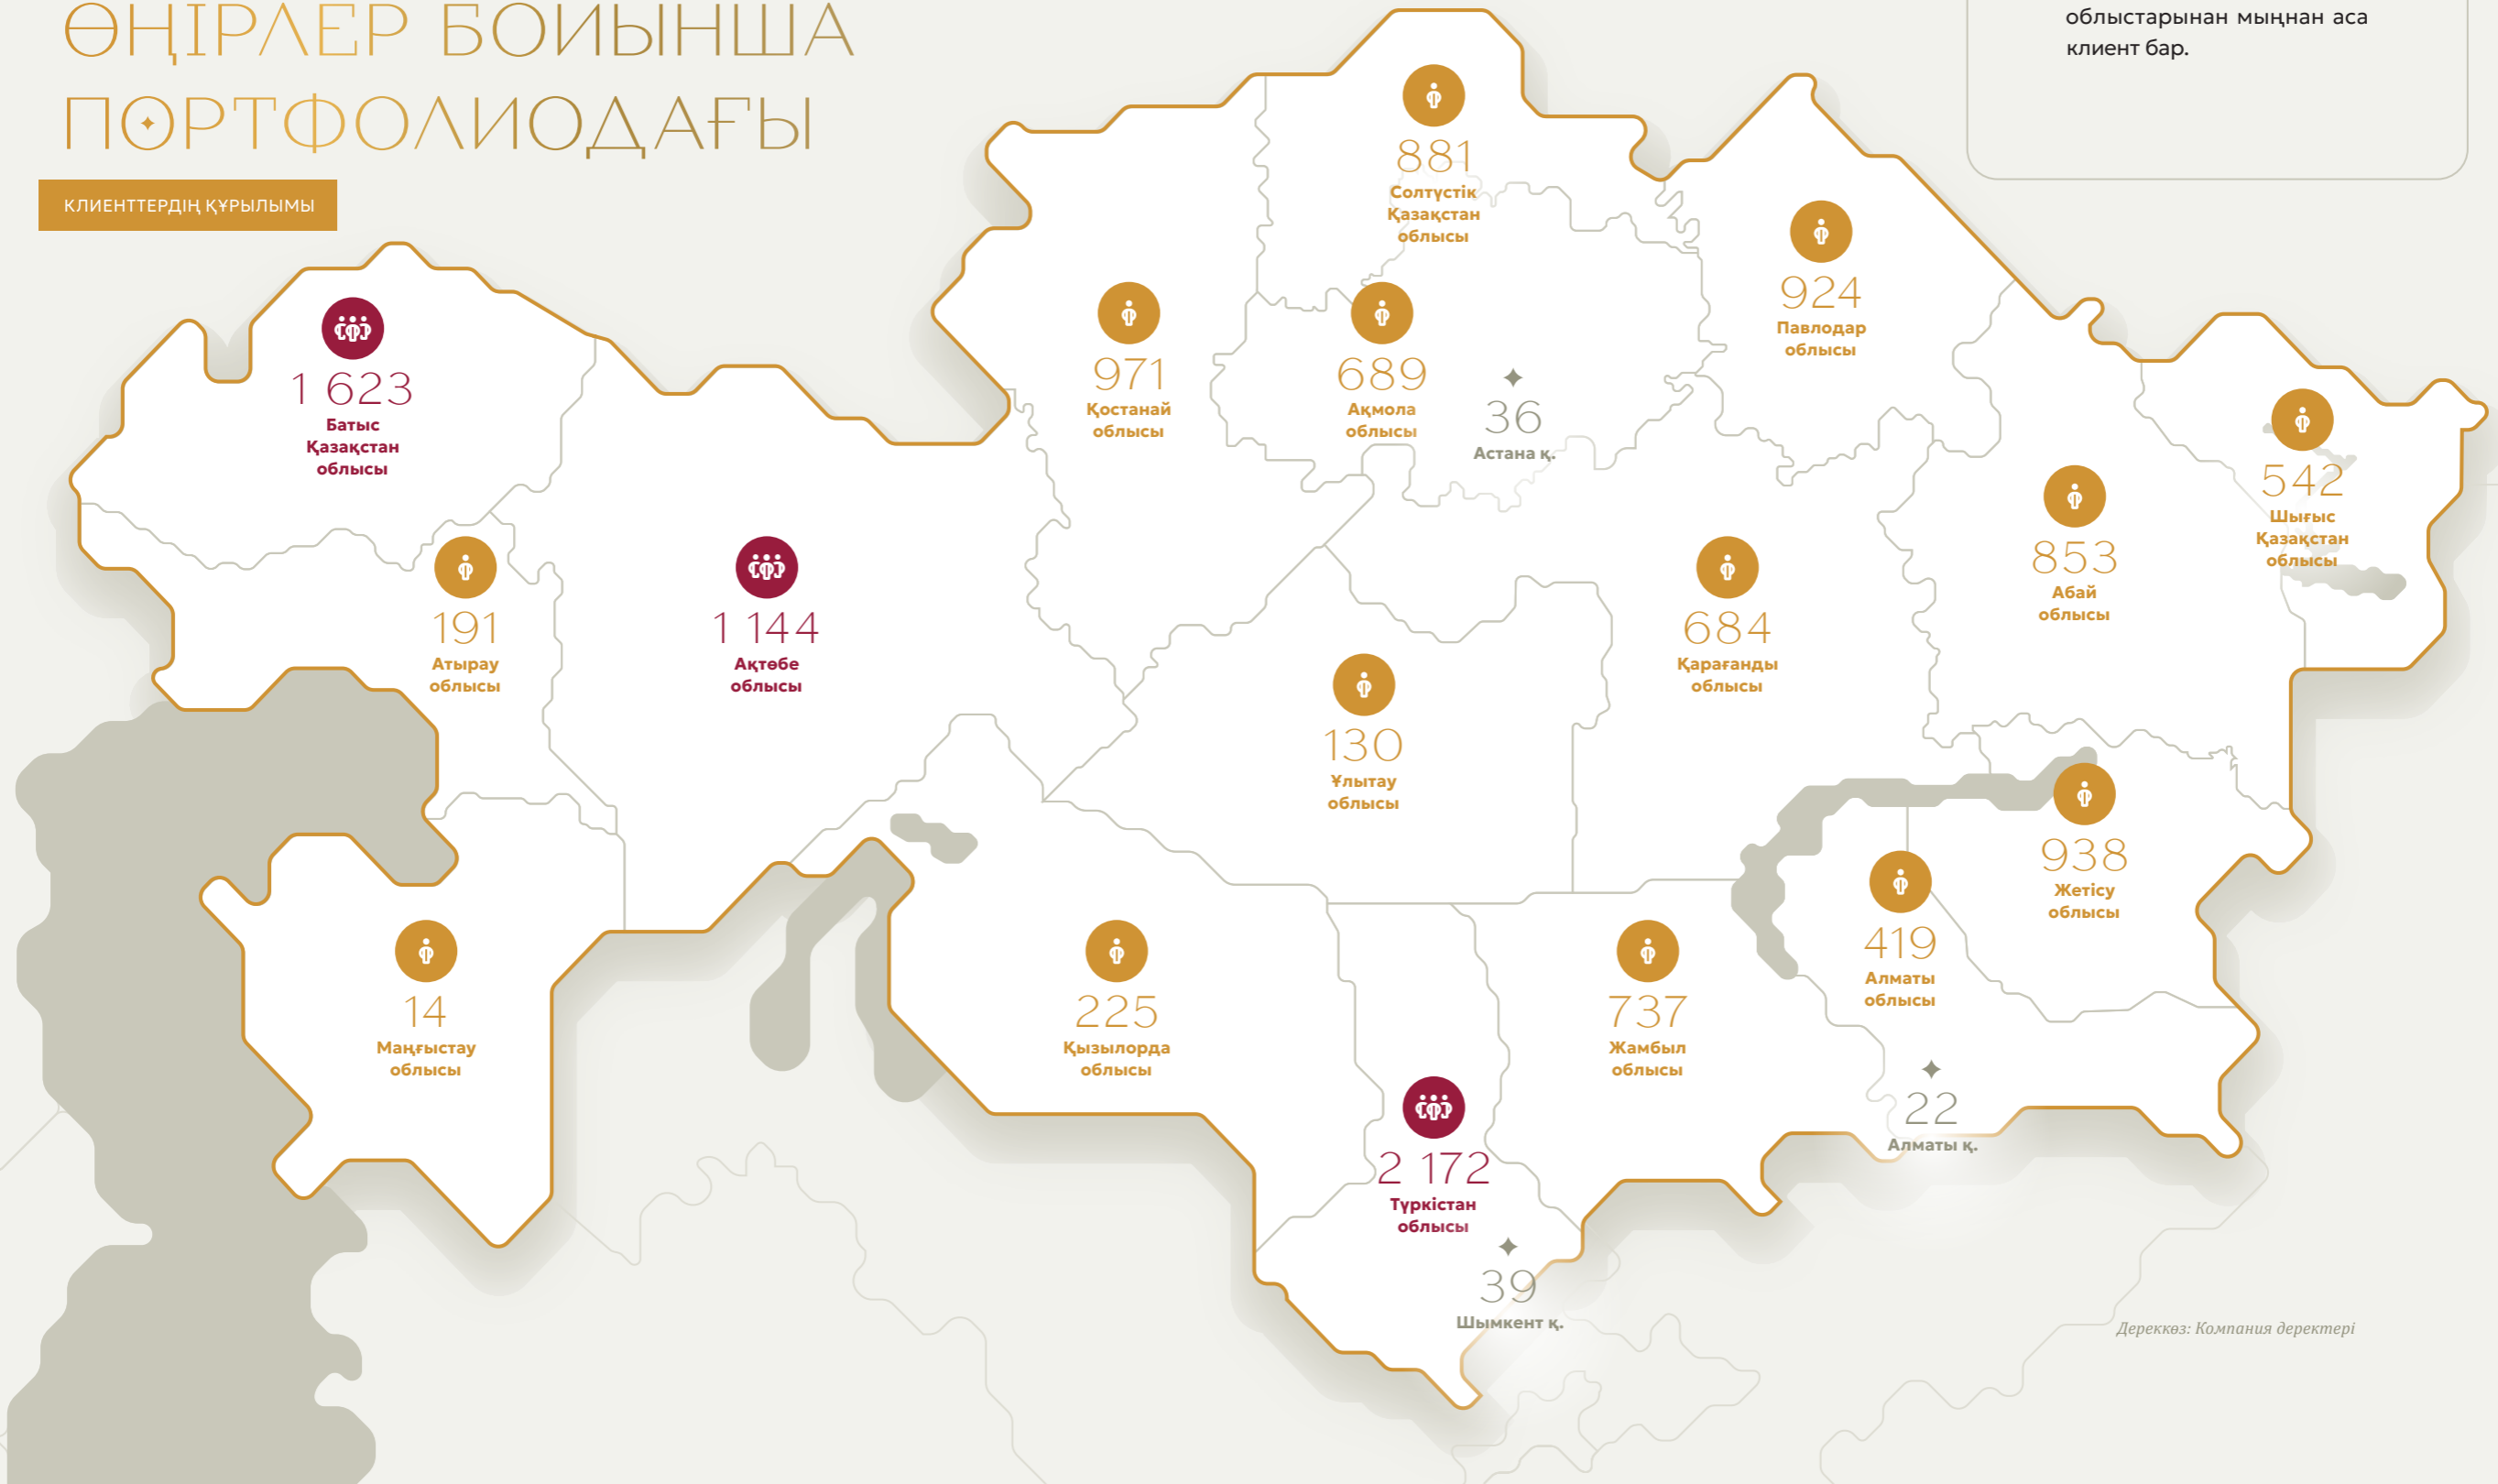 ӨҢІРЛЕР БОЙЫНША
ПОРТФОЛИОДАҒЫ
КЛИЕНТТЕРДІҢ ҚҰРЫЛЫМЫ
облыстарынан мыңнан аса
клиент бар.
881
Солтүстік
Қазақстан
облысы
924
Павлодар
облысы
1 623
Батыс
Қазақстан
облысы
971
Қостанай
облысы
689
Ақмола
облысы
36
Астана қ.
542
Шығыс
Қазақстан
облысы
853
Абай
облысы
191
Атырау
облысы
1 144
Ақтөбе
облысы
684
Қарағанды
облысы
130
Ұлытау
облысы
938
Жетісу
облысы
419
Алматы
облысы
14
Маңғыстау
облысы
225
Қызылорда
облысы
737
Жамбыл
облысы
22
Алматы қ.
2 172
Түркістан
облысы
39
Шымкент қ.
Дереккөз: Компания деректері